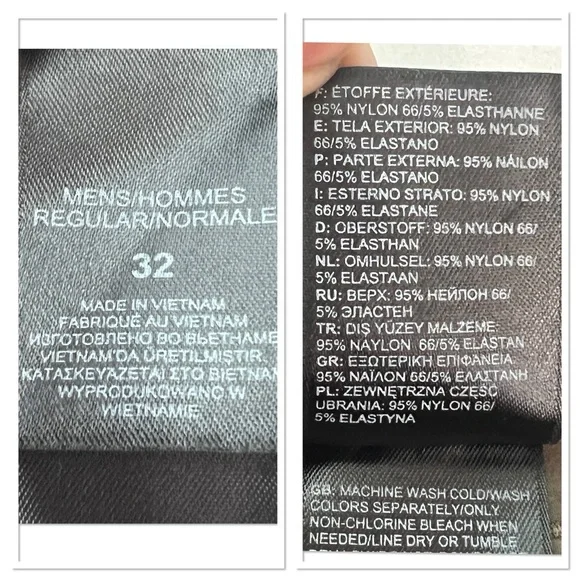 MENS/HOMMES
REGULAR/NORMALE
32
MADE IN VIETNAM
FABRIQUÉ AU VIETNAM
ИЗГОТОВЛЕНО ВО ВЬЕТНАМЕ
VIETNAM'DA ÜRETILMISTIR
ΚΑΤΑΣΚΕΥΑΖΕΤΑΙ ΣΤΟ ΒΙΕΤΝΑΜ
WYPRODUKOWANO W
WIETNAMIE
F: ÉTOFFE EXTÉRIEURE:
95% NYLON 66/5% ELASTHANNE
E: TELA EXTERIOR: 95% NYLON
66/5% ELASTANO
P: PARTE EXTERNA: 95% NÁILON
66/5% ELASTANO
I: ESTERNO STRATO: 95% NYLON
66/5% ELASTANE
D: OBERSTOFF: 95% NYLON 66/
5% ELASTHAN
NL: OMHULSEL: 95% NYLON 66/
5% ELASTAAN
RU: ВЕРХ: 95% НЕЙЛОН 66/
5% ЭЛАСТЕН
TR: DIŞ YÜZEY MALZEME:
95% NAYLON 66/5% ELASTAN
GR: ΕΞΩΤΕΡΙΚΗ ΕΠΙΦΑΝΕΙΑ:
95% ΝΑΪΛΟΝ 66/5% ΕΛΑΣΤΑΝΗ
PL: ZEWNĘTRZNA CZĘŚĆ
UBRANIA: 95% NYLON 66/
5% ELASTYNA
GB: MACHINE WASH COLD/WASH
COLORS SEPARATELY/ONLY
NON-CHLORINE BLEACH WHEN
NEEDED/LINE DRY OR TUMBLE